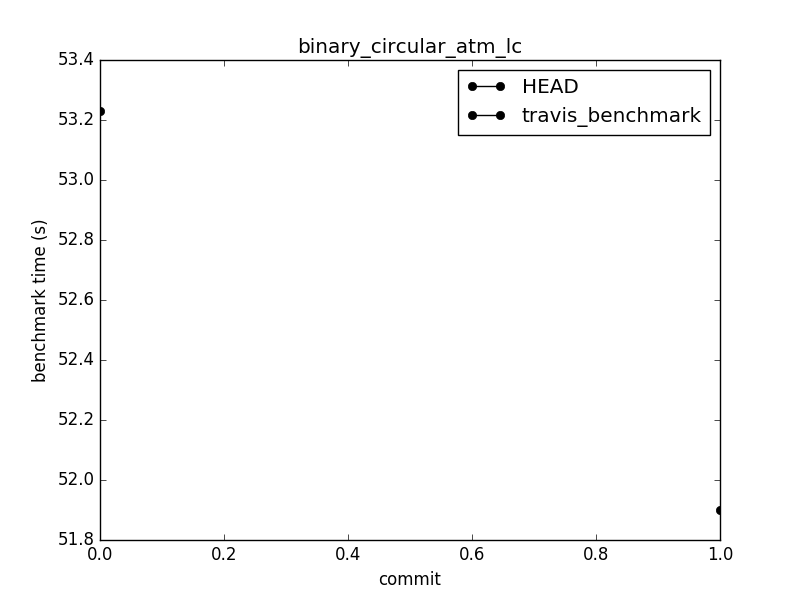 binary_circular_atm_lc
HEAD
travis_benchmark
53.4
53.2
53.0
52.8
52.6
52.4
52.2
52.0
51.8
benchmark time (s)
0.0 0.2 0.4 0.6 0.8 1.0
commit